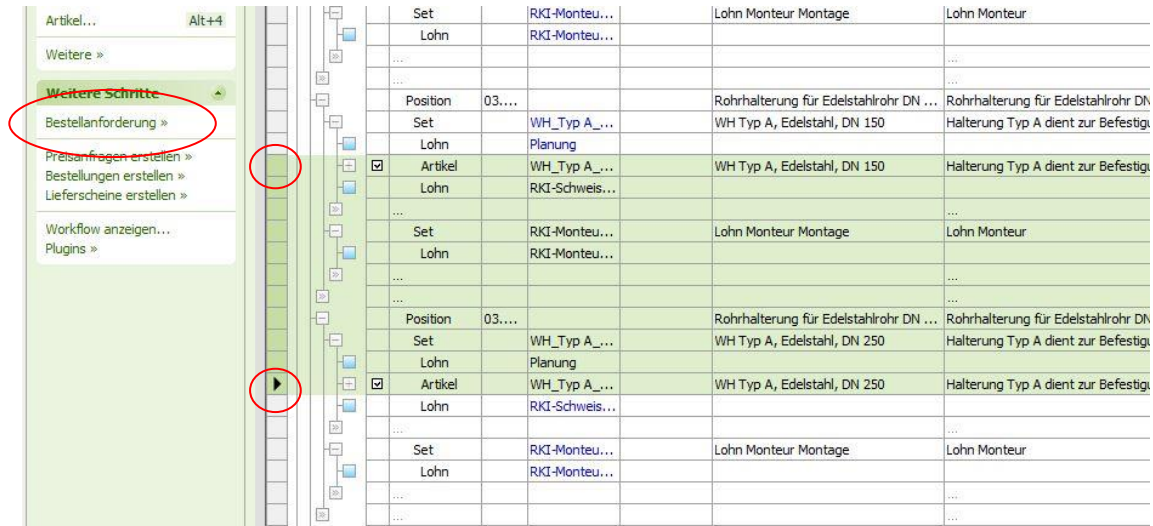 Artikel... Alt+4
Weitere »
Weitere Schritte
Bestellanforderung »
Preisanfragen erstellen »
Bestellungen erstellen »
Lieferscheine erstellen »
Workflow anzeigen...
Plugins »
Set RKI-Monteu... Lohn Monteur Montage Lohn Monteur
Lohn RKI-Monteu...
... ...
... ...
Position 03.... Rohrhalterung für Edelstahlrohr DN ... Rohrhalterung für Edelstahlrohr DN
Set WH_Typ A_... WH Typ A, Edelstahl, DN 150 Halterung Typ A dient zur Befestigu
Lohn Planung
Artikel WH_Typ A_... WH Typ A, Edelstahl, DN 150 Halterung Typ A dient zur Befestigu
Lohn RKI-Schweis...
... ...
Set RKI-Monteu... Lohn Monteur Montage Lohn Monteur
Lohn RKI-Monteu...
... ...
... ...
Position 03.... Rohrhalterung für Edelstahlrohr DN ... Rohrhalterung für Edelstahlrohr DN
Set WH_Typ A_... WH Typ A, Edelstahl, DN 250 Halterung Typ A dient zur Befestigu
Lohn Planung
Artikel WH_Typ A_... WH Typ A, Edelstahl, DN 250 Halterung Typ A dient zur Befestigu
Lohn RKI-Schweis...
... ...
Set RKI-Monteu... Lohn Monteur Montage Lohn Monteur
Lohn RKI-Monteu...
... ...
... ...